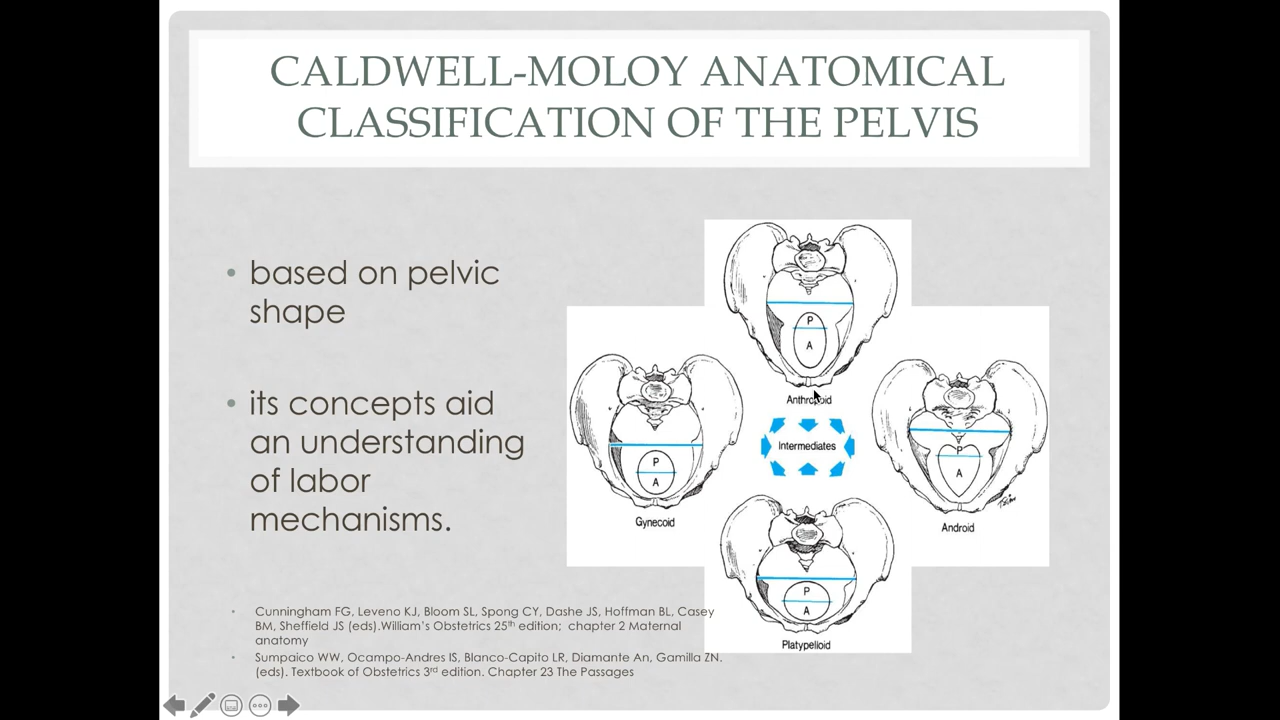 CALDWELL-MOLOY ANATOMICAL
CLASSIFICATION OF THE PELVIS
• based on pelvic
shape
• its concepts aid
an understanding
of labor
mechanisms.
P
A
Anthropoid
P
A
Gynecoid
Intermediates
P
A
Android
P
A
Platypelloid
• Cunningham FG, Leveno KJ, Bloom SL, Spong CY, Dashe JS, Hoffman BL, Casey
BM, Sheffield JS (eds).William's Obstetrics 25th edition; chapter 2 Maternal
anatomy
• Sumpaico WW, Ocampo-Andres IS, Blanco-Capito LR, Diamante An, Gamilla ZN.
(eds). Textbook of Obstetrics 3rd edition. Chapter 23 The Passages